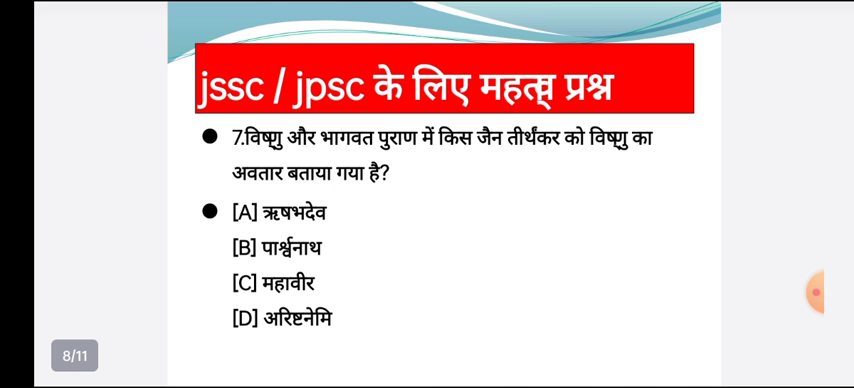 jssc / jpsc के लिए महत्व प्रश्न
7.विष्णु और भागवत पुराण में किस जैन तीर्थंकर को विष्णु का
अवतार बताया गया है?
[A] ऋषभदेव
[B] पार्श्वनाथ
[C] महावीर
[D] अरिष्टनेमि
8/11